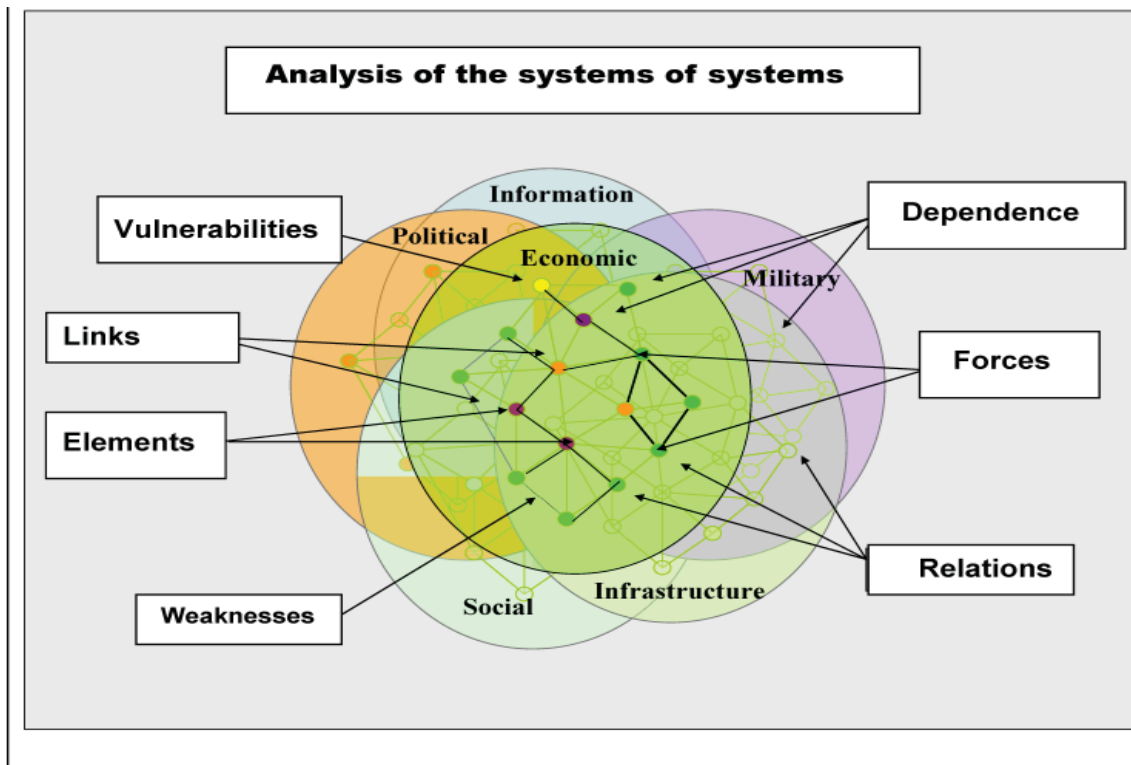 Analysis of the systems of systems
Information
Dependence
Vulnerabilities
Political
Economic
Military
Links
Forces
Elements
Relations
Infrastructure
Social
Weaknesses